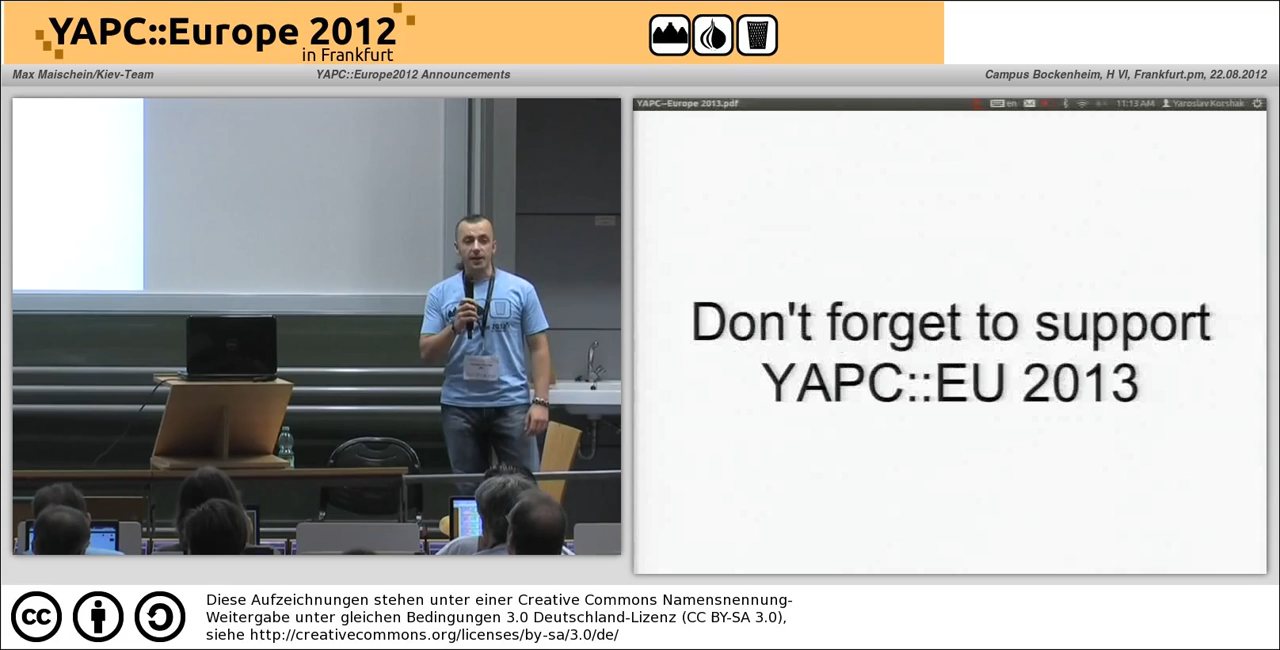 YAPC::Europe 2012
in Frankfurt
Max Maischein/Kiev-Team
YAPC::Europe2012 Announcements
Campus Bockenheim, H VI, Frankfurt.pm, 22.08.2012
YAPC--Europe 2013.pdf
en
11:13 AM
Yaroslav Korshak
Don't forget to support
YAPC::EU 2013
cc
Diese Aufzeichnungen stehen unter einer Creative Commons Namensnennung-
Weitergabe unter gleichen Bedingungen 3.0 Deutschland-Lizenz (CC BY-SA 3.0),
siehe http://creativecommons.org/licenses/by-sa/3.0/de/